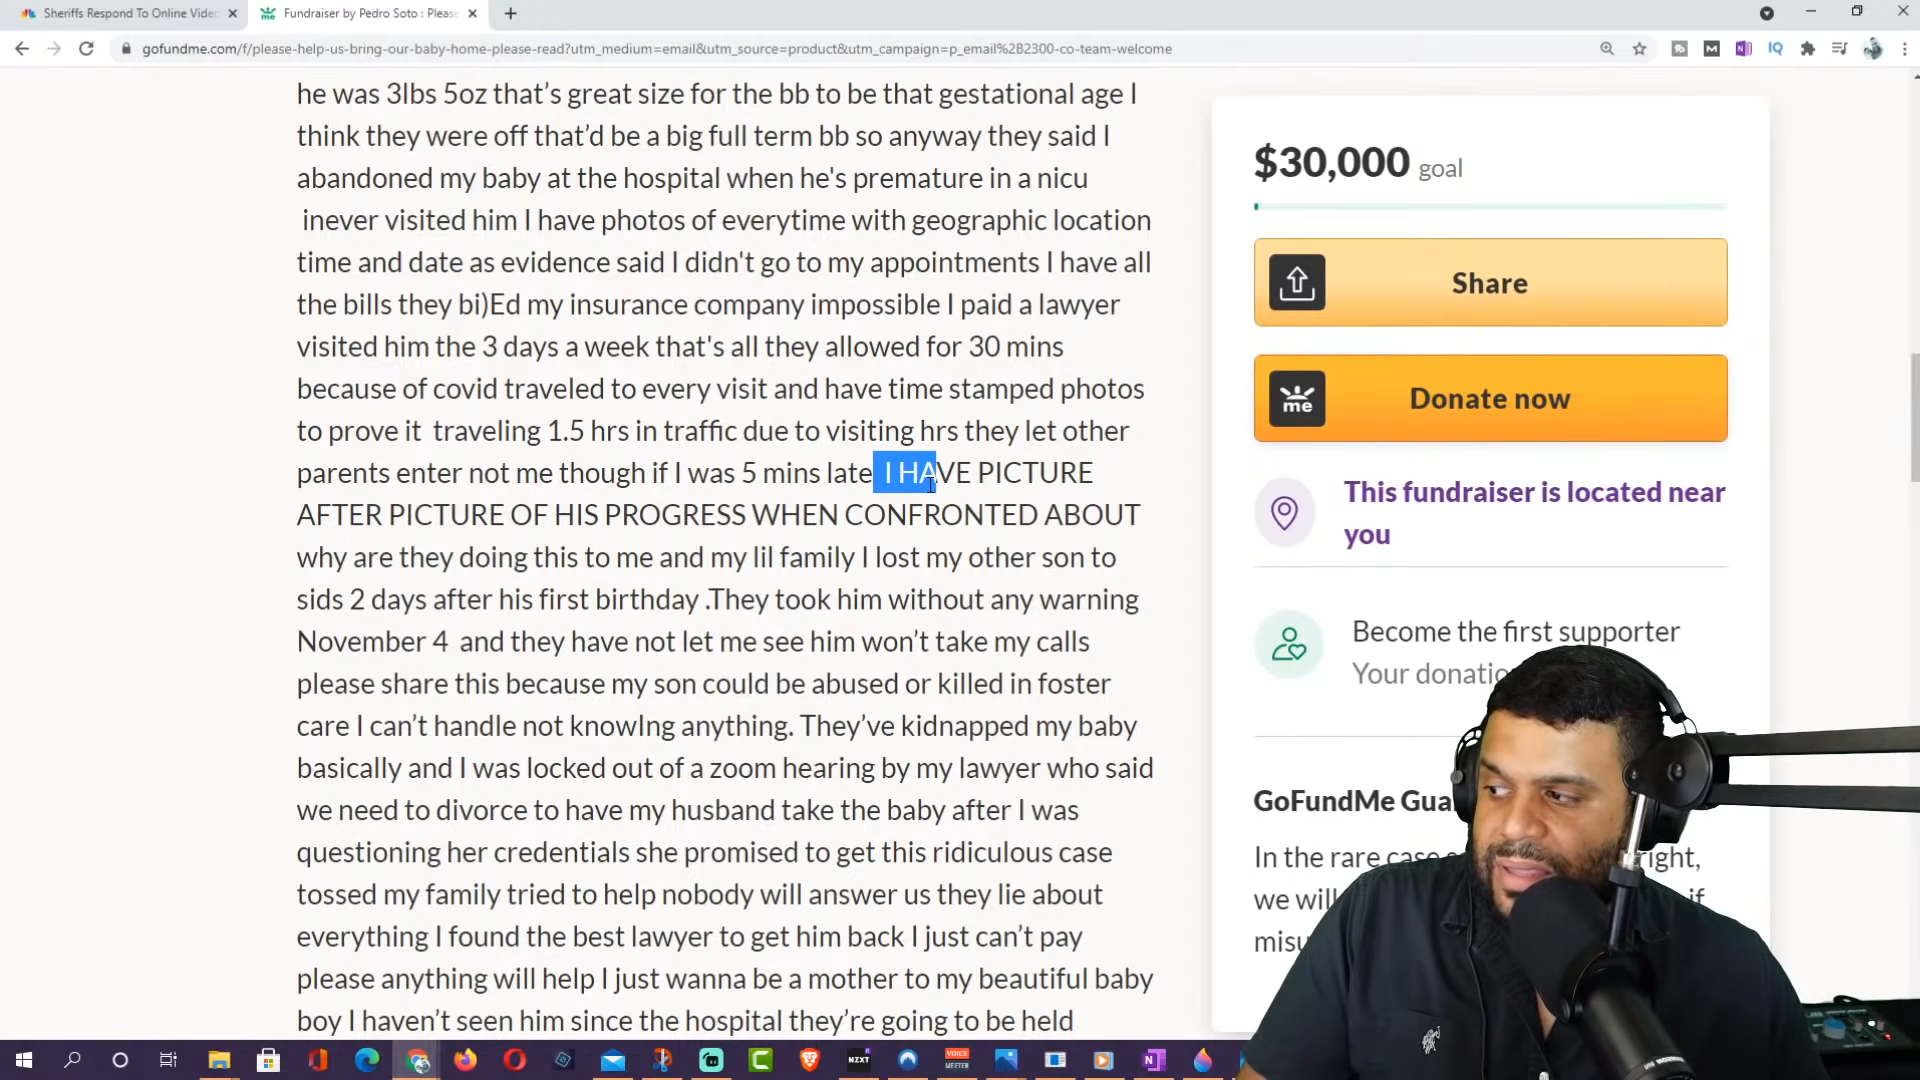 Sheriffs Respond To Online Vide
Fundraiser by Pedro Soto : Please
gofundme.com/f/please-help-us-bring-our-baby-home-please-read?utm_medium=email&utm_source=product&utm_campaign=p_email%2B2300-co-team-welcome
he was 3lbs 5oz that’s great size for the bb to be that gestational age I
think they were off that’d be a big full term bb so anyway they said I
abandoned my baby at the hospital when he's premature in a nicu
inever visited him I have photos of everytime with geographic location
time and date as evidence said I didn't go to my appointments I have all
the bills they bi)Ed my insurance company impossible I paid a lawyer
visited him the 3 days a week that's all they allowed for 30 mins
because of covid traveled to every visit and have time stamped photos
to prove it traveling 1.5 hrs in traffic due to visiting hrs they let other
parents enter not me though if I was 5 mins late I HAVE PICTURE
AFTER PICTURE OF HIS PROGRESS WHEN CONFRONTED ABOUT
why are they doing this to me and my lil family I lost my other son to
sids 2 days after his first birthday .They took him without any warning
November 4 and they have not let me see him won’t take my calls
please share this because my son could be abused or killed in foster
care I can’t handle not knowIng anything. They’ve kidnapped my baby
basically and I was locked out of a zoom hearing by my lawyer who said
we need to divorce to have my husband take the baby after I was
questioning her credentials she promised to get this ridiculous case
tossed my family tried to help nobody will answer us they lie about
everything I found the best lawyer to get him back I just can’t pay
please anything will help I just wanna be a mother to my beautiful baby
boy I haven’t seen him since the hospital they’re going to be held
$30,000 goal
Share
me
Donate now
This fundraiser is located near
you
Become the first supporter
Your donatio
GoFundMe Gua
In the rare case right,
we will if
misu
IQ
M
NZXT
VOICE
MEETER